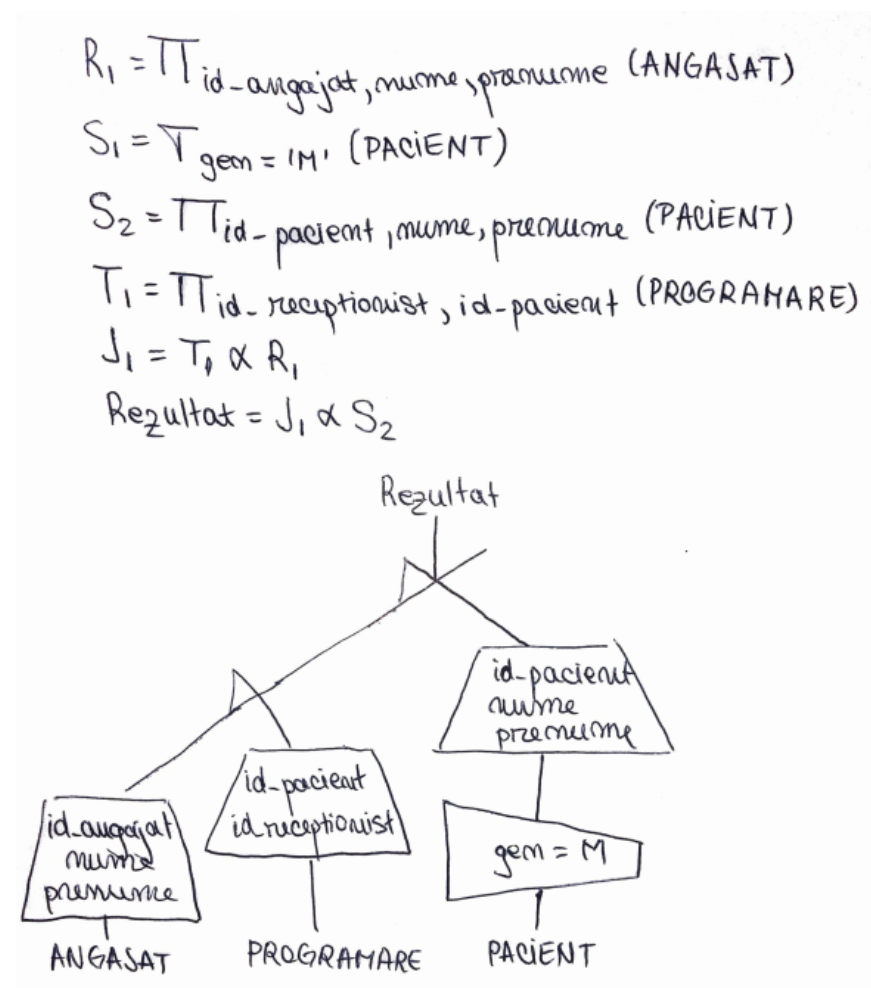 R₁ = Π id-angajat, nume, prenume (ANGAJAT)
S₁ = σ gen = 'M' (PACIENT)
S₂ = Π id-pacient, nume, prenume (PACIENT)
T₁ = Π id-receptionist, id-pacient (PROGRAMARE)
J₁ = T₁ ∝ R₁
Rezultat = J₁ ∝ S₂
Rezultat
id-pacient
nume
prenume
id-pacient
id receptionist
id-angajat
nume
prenume
gen = M
ANGAJAT
PROGRAMARE
PACIENT